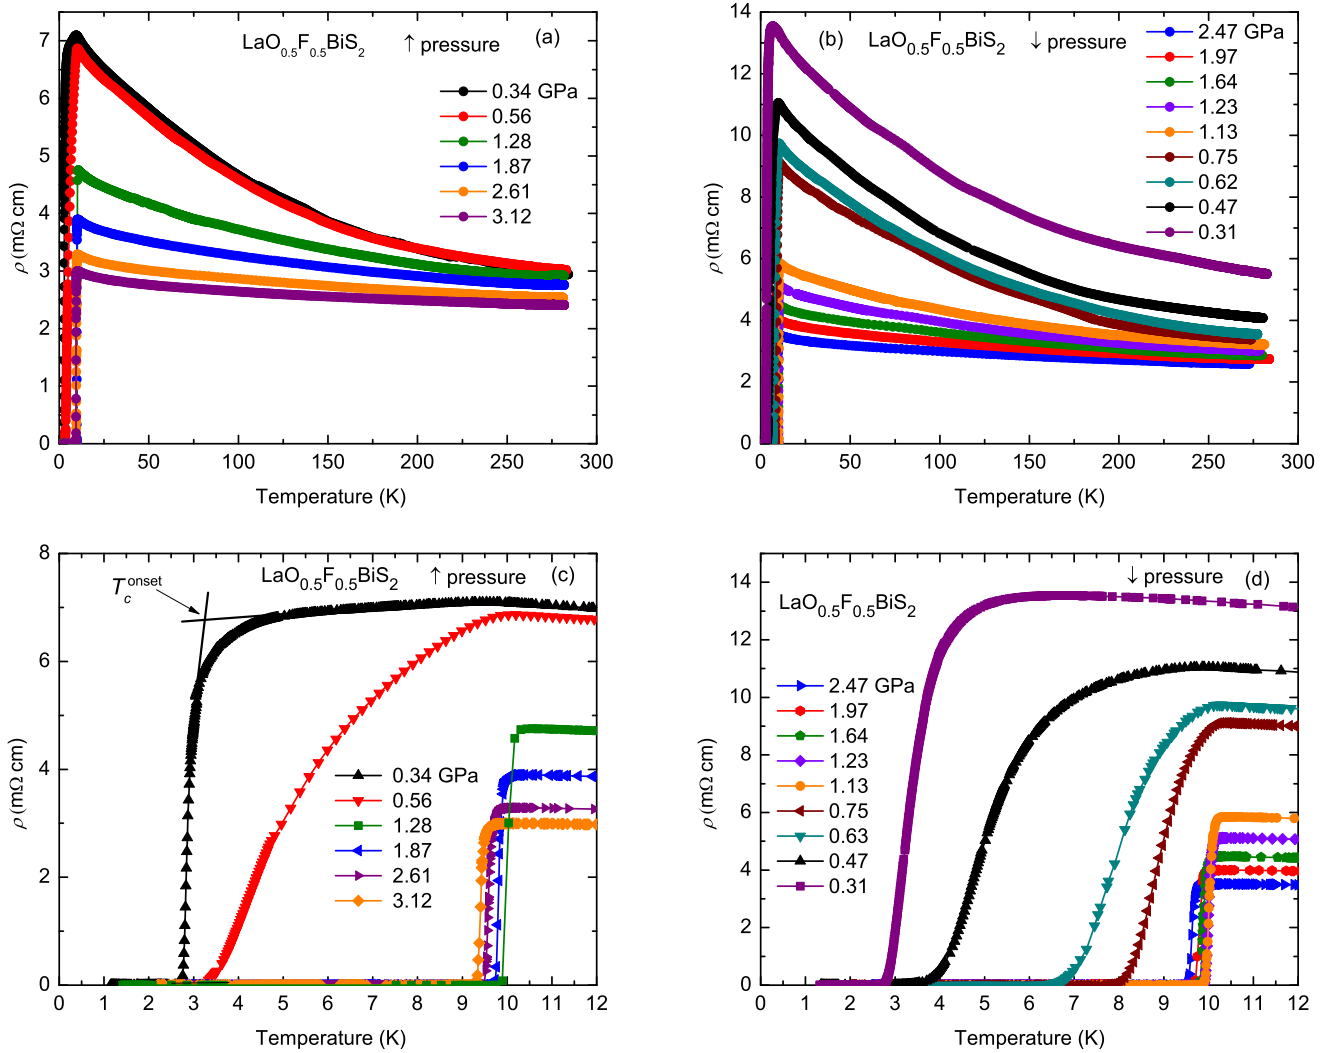 LaO0.5F0.5BiS2 ↑ pressure (a)
0.34 GPa
0.56
1.28
1.87
2.61
3.12
ρ (mΩ cm)
7
6
5
4
3
2
1
0
0 50 100 150 200 250 300
Temperature (K)
LaO0.5F0.5BiS2 ↓ pressure
(b)
2.47 GPa
1.97
1.64
1.23
1.13
0.75
0.62
0.47
0.31
ρ (mΩ cm)
14
12
10
8
6
4
2
0
0 50 100 150 200 250 300
Temperature (K)
LaO0.5F0.5BiS2 ↑ pressure (c)
Tc onset
0.34 GPa
0.56
1.28
1.87
2.61
3.12
ρ (mΩ cm)
8
6
4
2
0
0 1 2 3 4 5 6 7 8 9 10 11 12
Temperature (K)
↓ pressure (d)
LaO0.5F0.5BiS2
2.47 GPa
1.97
1.64
1.23
1.13
0.75
0.63
0.47
0.31
ρ (mΩ cm)
14
12
10
8
6
4
2
0
0 1 2 3 4 5 6 7 8 9 10 11 12
Temperature (K)